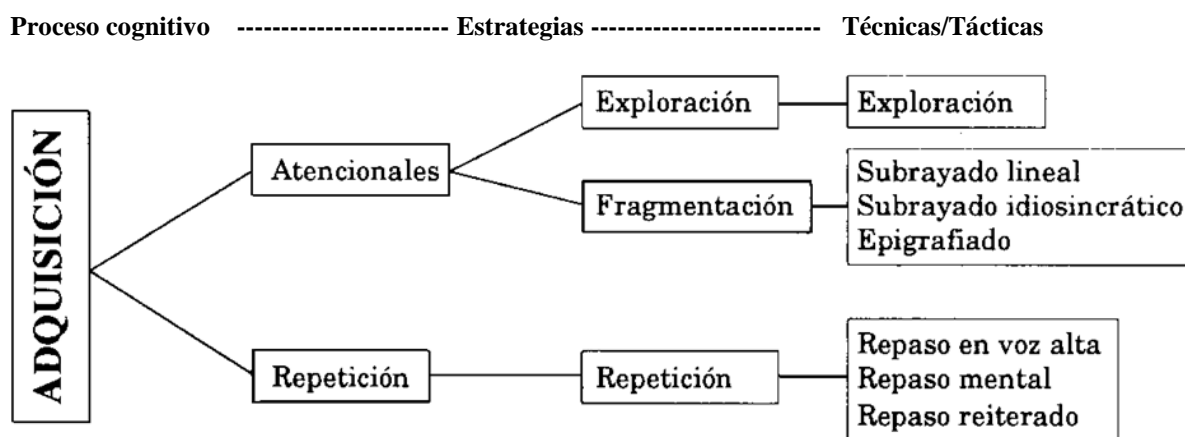 Proceso cognitivo ------------------ Estrategias -------------------------- Técnicas/Tácticas
ADQUISICIÓN
Atencionales
Exploración
Exploración
Fragmentación
Subrayado lineal
Subrayado idiosincrático
Epigrafiado
Repetición
Repetición
Repaso en voz alta
Repaso mental
Repaso reiterado